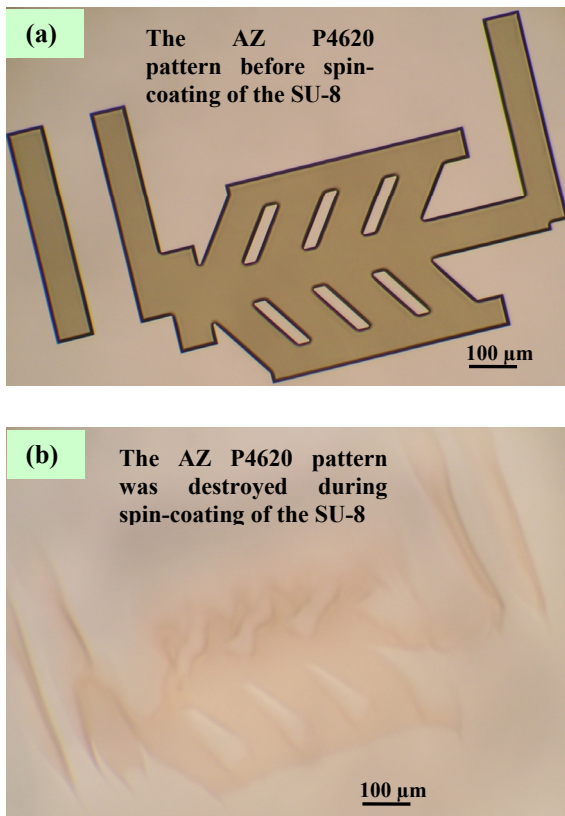 (a)
The AZ P4620
pattern before spin-
coating of the SU-8
100 μm
(b)
The AZ P4620 pattern
was destroyed during
spin-coating of the SU-8
100 μm